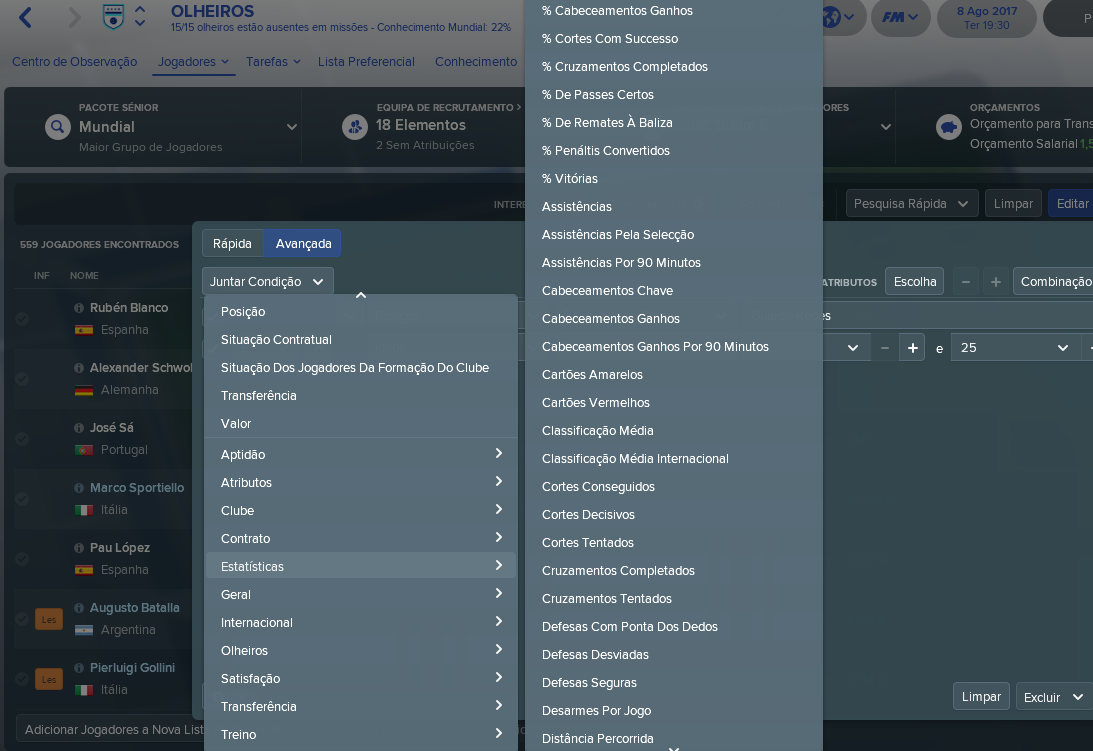 OLHEIROS
15/15 olheiros estão ausentes em missões - Conhecimento Mundial: 22%
FM
8 Ago 2017
Ter 19:30
P
Centro de Observação
Jogadores
Tarefas
Lista Preferencial
Conhecimento
PACOTE SÉNIOR
Mundial
Maior Grupo de Jogadores
EQUIPA DE RECRUTAMENTO >
18 Elementos
2 Sem Atribuições
ORES
ORÇAMENTOS
Orçamento para Trans
Orçamento Salarial 1,5
INTERE
Pesquisa Rápida
Limpar
Editar
559 JOGADORES ENCONTRADOS
INF
NOME
Rubén Blanco
Espanha
Alexander Schwol
Alemanha
José Sá
Portugal
Marco Sportiello
Itália
Pau López
Espanha
Les
Augusto Batalla
Argentina
Les
Pierluigi Gollini
Itália
Adicionar Jogadores a Nova List
Rápida
Avançada
Juntar Condição
ATRIBUTOS
Escolha
Combinação
es
e
25
Posição
Situação Contratual
Situação Dos Jogadores Da Formação Do Clube
Transferência
Valor
Aptidão
Atributos
Clube
Contrato
Estatísticas
Geral
Internacional
Olheiros
Satisfação
Transferência
Treino
% Cabeceamentos Ganhos
% Cortes Com Successo
% Cruzamentos Completados
% De Passes Certos
% De Remates À Baliza
% Penáltis Convertidos
% Vitórias
Assistências
Assistências Pela Selecção
Assistências Por 90 Minutos
Cabeceamentos Chave
Cabeceamentos Ganhos
Cabeceamentos Ganhos Por 90 Minutos
Cartões Amarelos
Cartões Vermelhos
Classificação Média
Classificação Média Internacional
Cortes Conseguidos
Cortes Decisivos
Cortes Tentados
Cruzamentos Completados
Cruzamentos Tentados
Defesas Com Ponta Dos Dedos
Defesas Desviadas
Defesas Seguras
Desarmes Por Jogo
Distância Percorrida
Limpar
Excluir